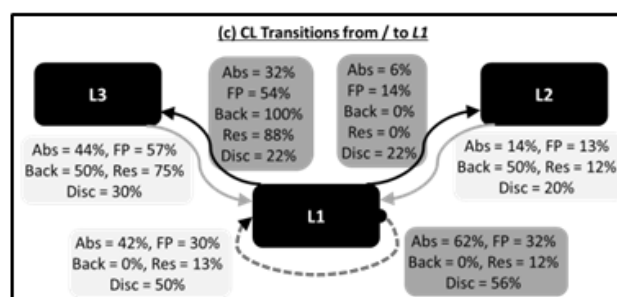 (c) CL Transitions from / to L1
L3
Abs = 32%
FP = 54%
Back = 100%
Res = 88%
Disc = 22%
Abs = 6%
FP = 14%
Back = 0%
Res = 0%
Disc = 22%
L2
Abs = 44%, FP = 57%
Back = 50%, Res = 75%
Disc = 30%
Abs = 14%, FP = 13%
Back = 50%, Res = 12%
Disc = 20%
L1
Abs = 42%, FP = 30%
Back = 0%, Res = 13%
Disc = 50%
Abs = 62%, FP = 32%
Back = 0%, Res = 12%
Disc = 56%